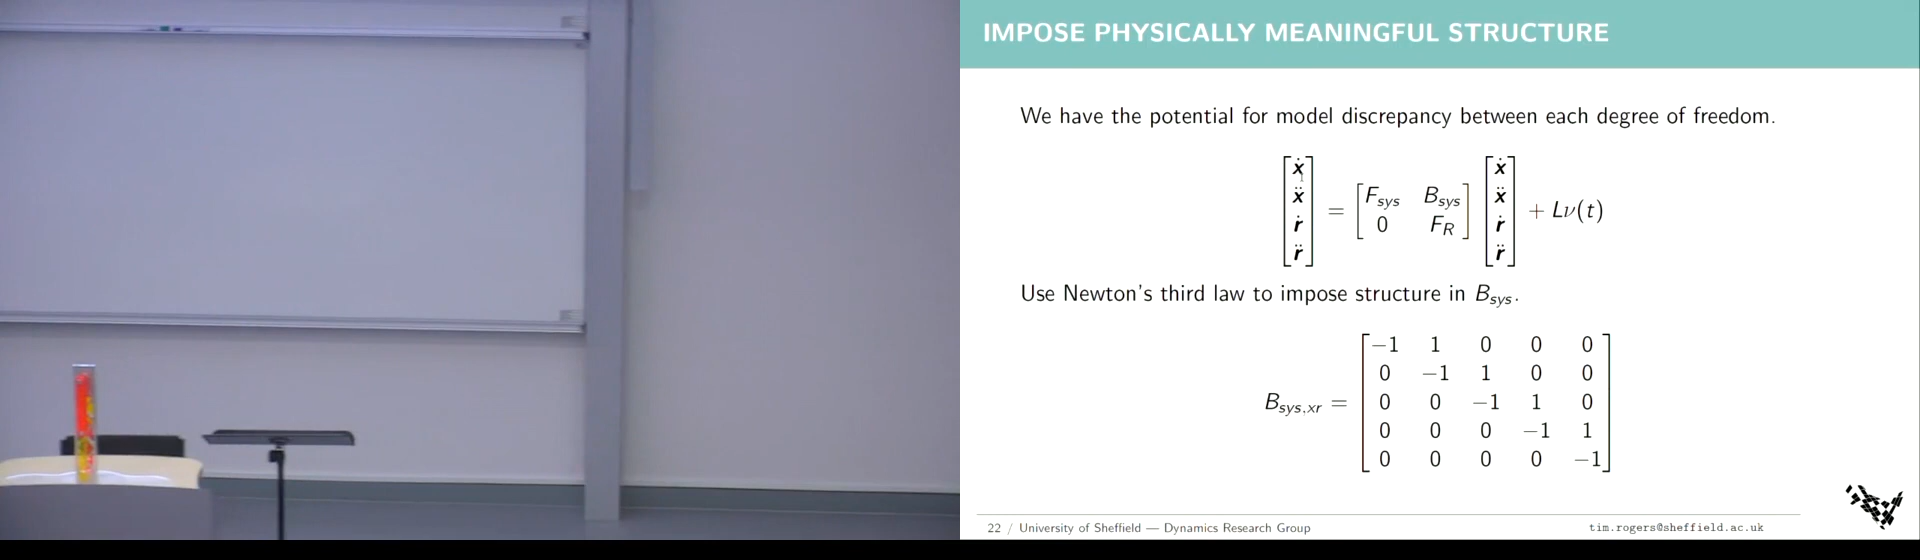 IMPOSE PHYSICALLY MEANINGFUL STRUCTURE
We have the potential for model discrepancy between each degree of freedom.
[ẋ ẍ ṙ r̈] = [F_sys B_sys; 0 F_R] [ẋ ẍ ṙ r̈] + Lν(t)
Use Newton's third law to impose structure in B_sys.
B_sys,xr =
−1 1 0 0 0
0 −1 1 0 0
0 0 −1 1 0
0 0 0 −1 1
0 0 0 0 −1
22 / University of Sheffield — Dynamics Research Group
tim.rogers@sheffield.ac.uk